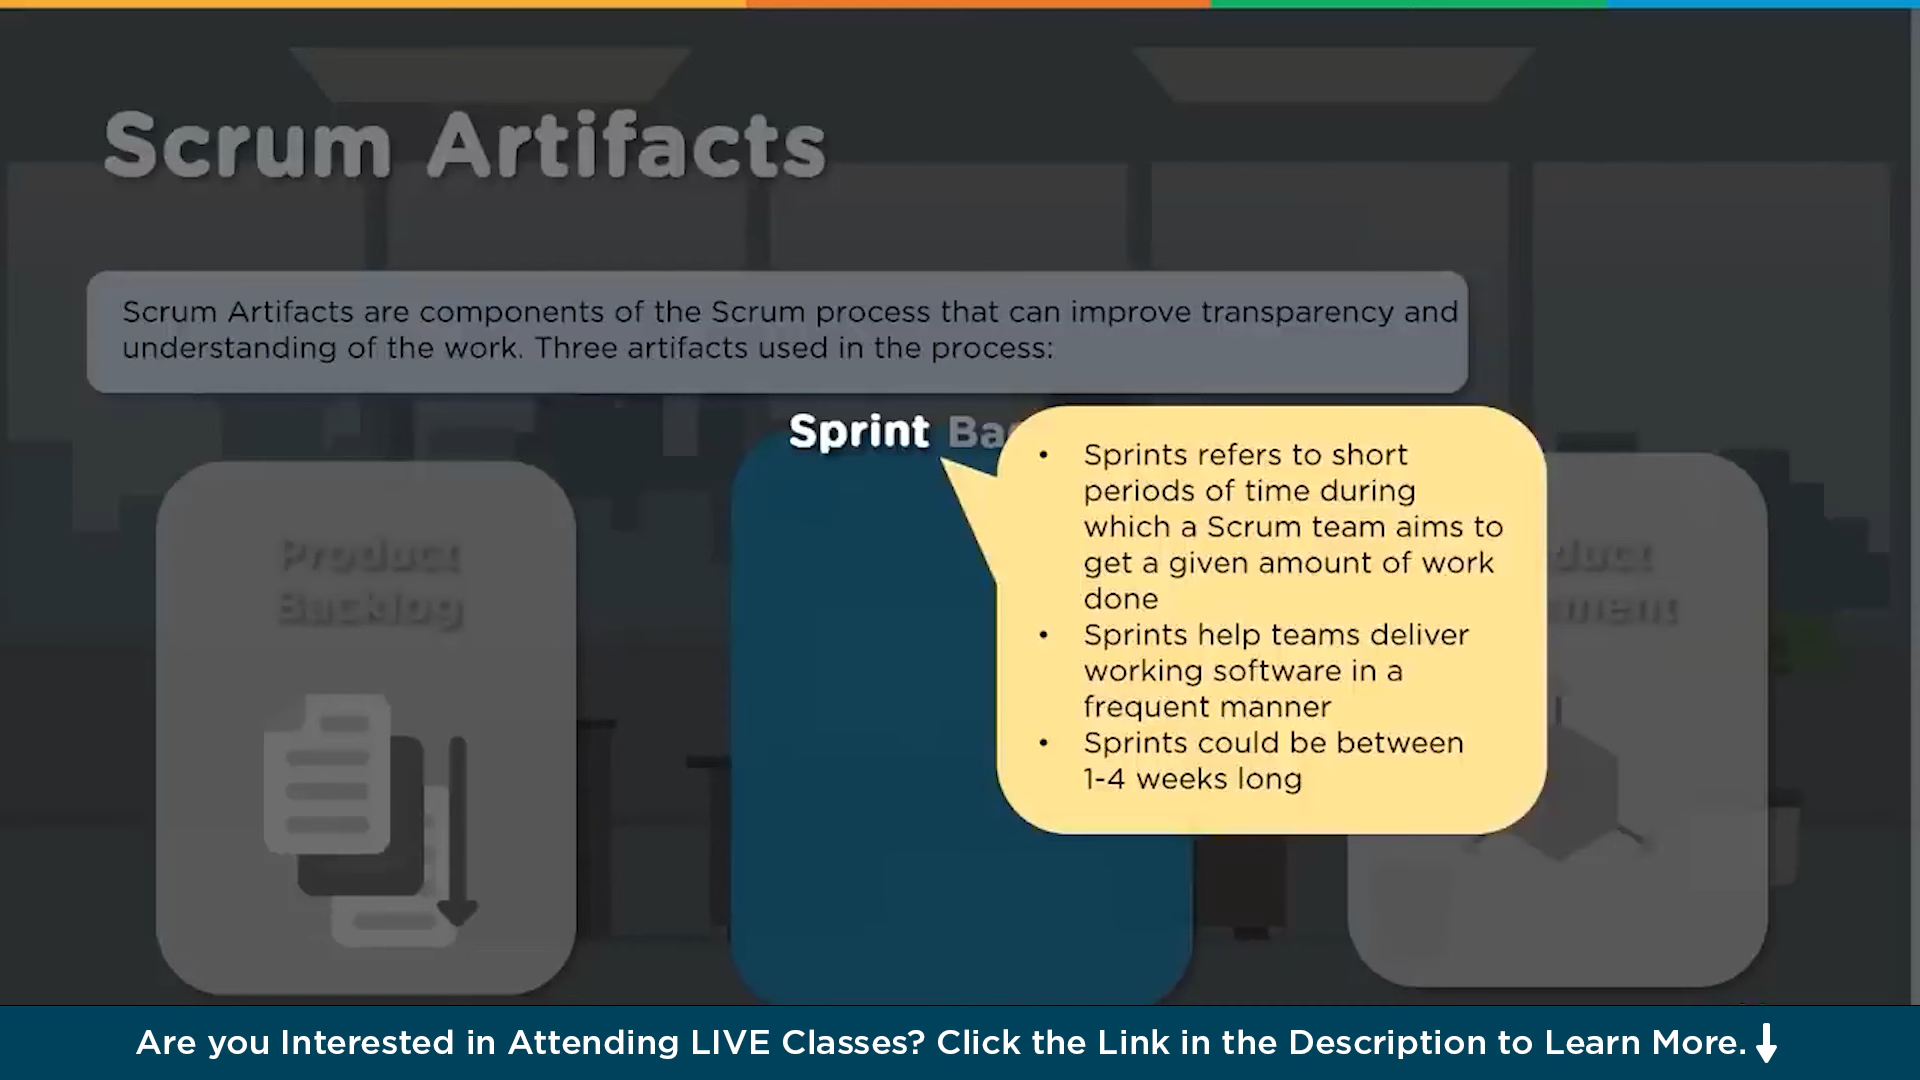 Scrum Artifacts
Scrum Artifacts are components of the Scrum process that can improve transparency and
understanding of the work. Three artifacts used in the process:
Sprint
Product
Backlog
• Sprints refers to short
periods of time during
which a Scrum team aims to
get a given amount of work
done
• Sprints help teams deliver
working software in a
frequent manner
• Sprints could be between
1-4 weeks long
Are you Interested in Attending LIVE Classes? Click the Link in the Description to Learn More.